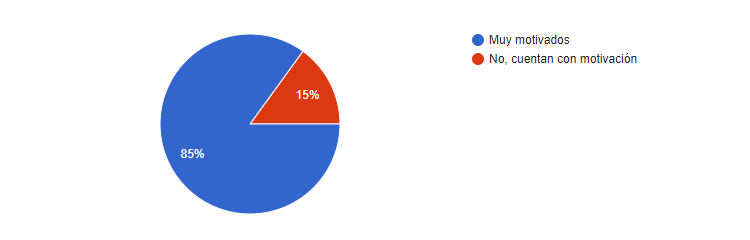 Muy motivados
No, cuentan con motivación
15%
85%